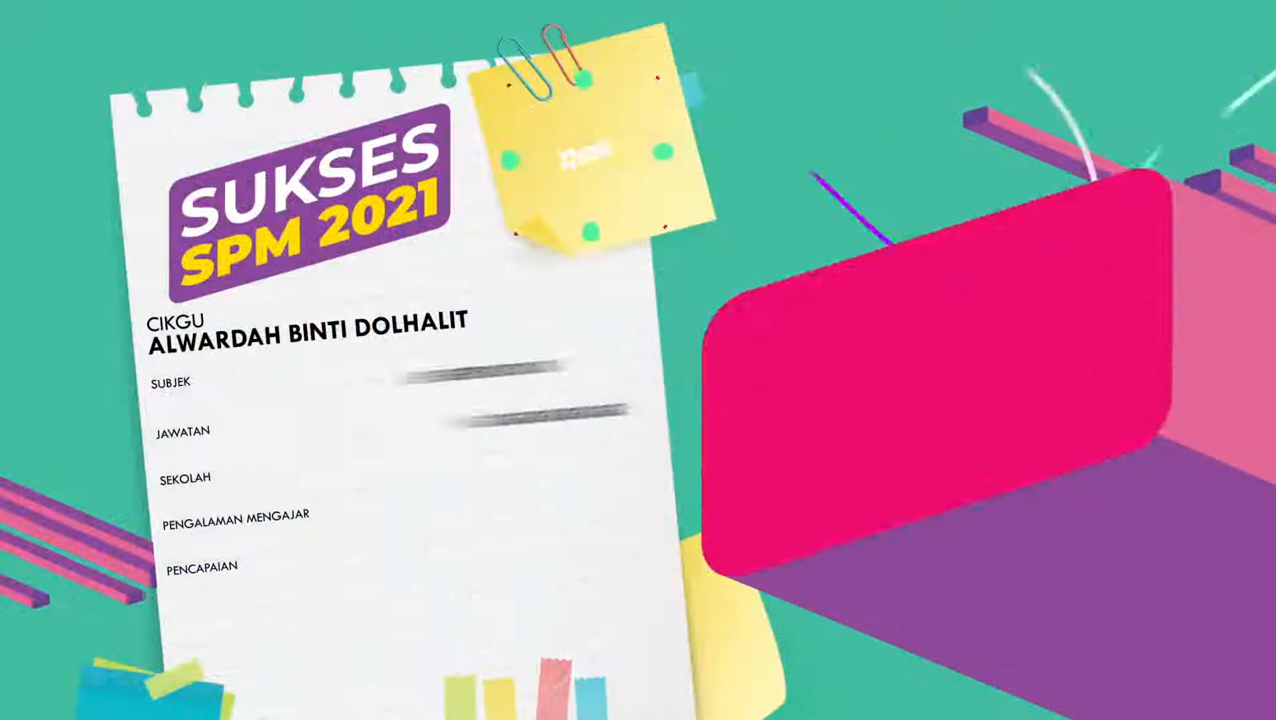 SUKSES
SPM 2021
CIKGU
ALWARDAH BINTI DOLHALIT
SUBJEK
JAWATAN
SEKOLAH
PENGALAMAN MENGAJAR
PENCAPAIAN